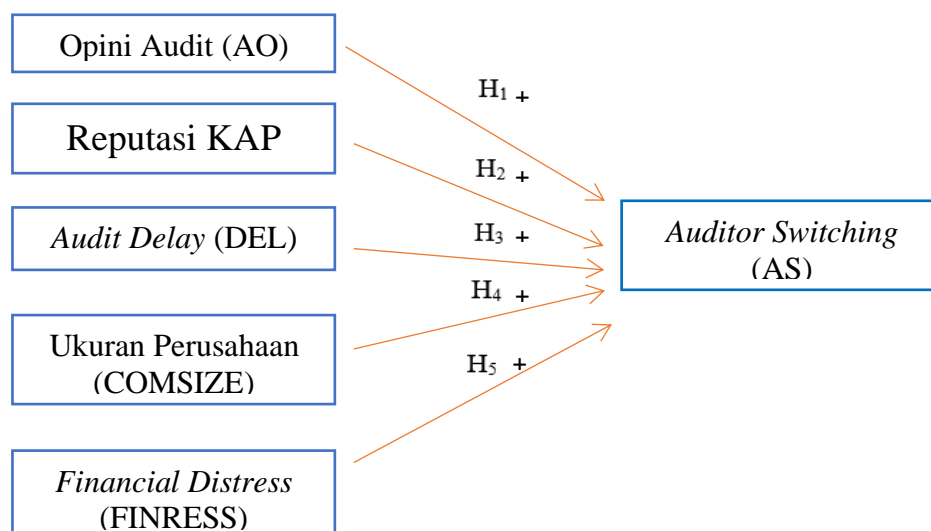 Opini Audit (AO)
H₁ +
Reputasi KAP
H₂ +
Audit Delay (DEL)
H₃ +
Auditor Switching
(AS)
H₄ +
Ukuran Perusahaan
(COMSIZE)
H₅ +
Financial Distress
(FINRESS)